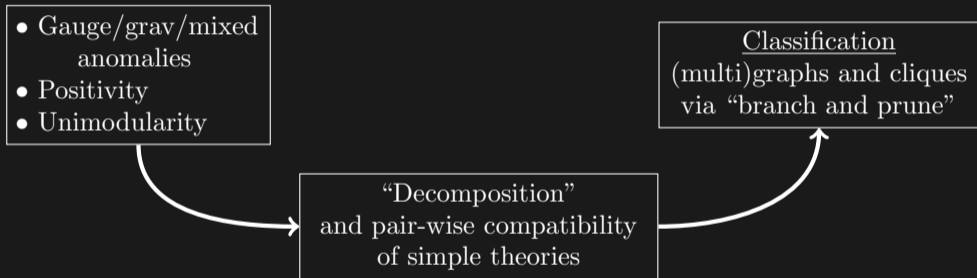 • Gauge/grav/mixed
anomalies
• Positivity
• Unimodularity
Classification
(multi)graphs and cliques
via “branch and prune”
“Decomposition”
and pair-wise compatibility
of simple theories